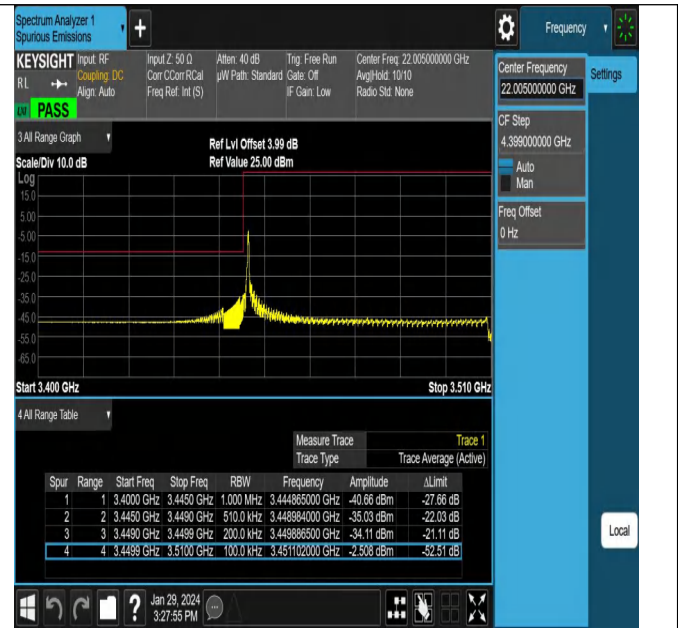 Spectrum Analyzer 1
Spurious Emissions
Frequency
KEYSIGHT Input: RF Input Z: 50 Ω Atten: 40 dB Trig: Free Run Center Freq: 22.005000000 GHz
RL Coupling: DC Corr CCorr RCal µW Path: Standard Gate: Off Avg|Hold: 10/10
Align: Auto Freq Ref: Int (S) IF Gain: Low Radio Std: None
PASS
Center Frequency
22.005000000 GHz
Settings
CF Step
4.399000000 GHz
Auto
Man
Freq Offset
0 Hz
3 All Range Graph
Ref Lvl Offset 3.99 dB
Scale/Div 10.0 dB Ref Value 25.00 dBm
Log
15.0
5.00
-5.00
-15.0
-25.0
-35.0
-45.0
-55.0
-65.0
Start 3.400 GHz Stop 3.510 GHz
4 All Range Table
Measure Trace Trace 1
Trace Type Trace Average (Active)
Spur Range Start Freq Stop Freq RBW Frequency Amplitude ΔLimit
1 1 3.4000 GHz 3.4450 GHz 1.000 MHz 3.444865000 GHz -40.66 dBm -27.66 dB
2 2 3.4450 GHz 3.4490 GHz 510.0 kHz 3.448984000 GHz -35.03 dBm -22.03 dB
3 3 3.4490 GHz 3.4499 GHz 200.0 kHz 3.449886500 GHz -34.11 dBm -21.11 dB
4 4 3.4499 GHz 3.5100 GHz 100.0 kHz 3.451102000 GHz -2.508 dBm -52.51 dB
Local
Jan 29, 2024
3:27:55 PM